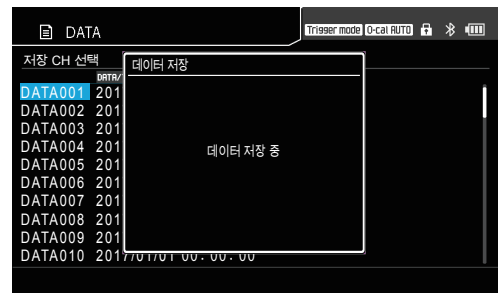 DATA Trigger mode 0-cal AUTO
저장 CH 선택
데이터 저장
DATA/
DATA001 201
DATA002 201
DATA003 201
DATA004 201
데이터 저장 중
DATA005 201
DATA006 201
DATA007 201
DATA008 201
DATA009 201
DATA010 2017/01/01 00:00:00